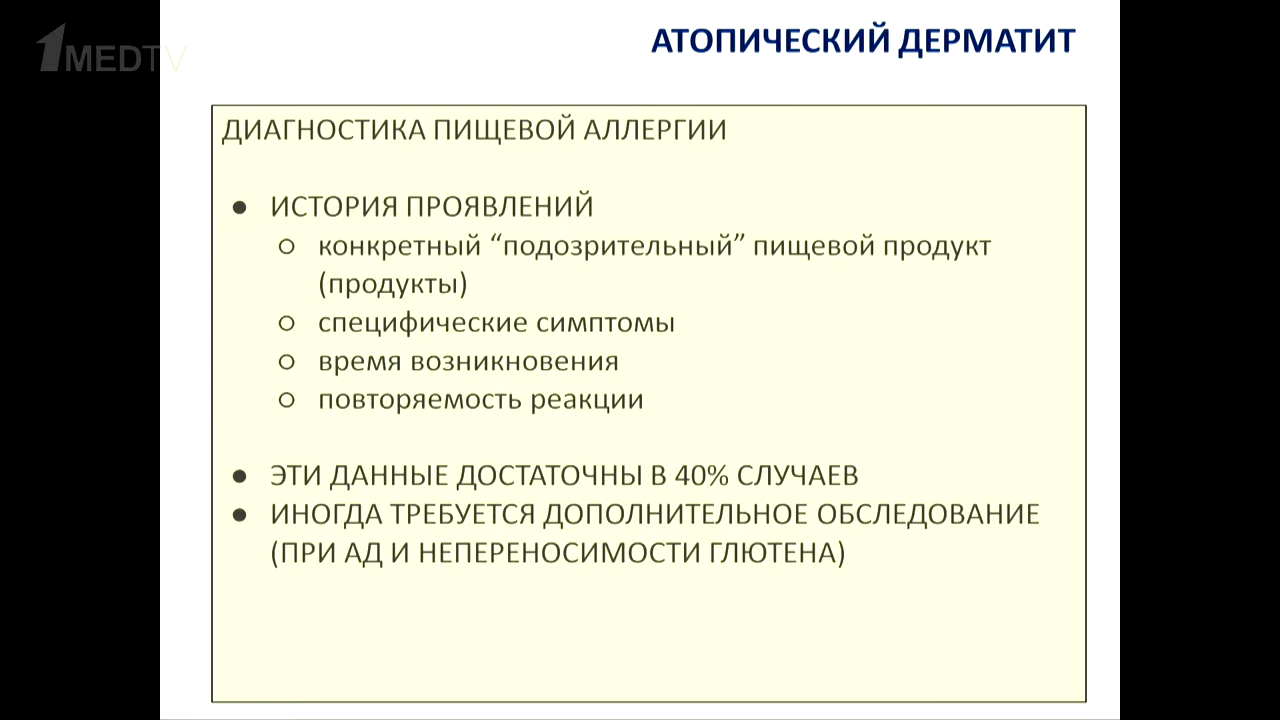 1MEDTV
АТОПИЧЕСКИЙ ДЕРМАТИТ
ДИАГНОСТИКА ПИЩЕВОЙ АЛЛЕРГИИ
● ИСТОРИЯ ПРОЯВЛЕНИЙ
○ конкретный “подозрительный” пищевой продукт
(продукты)
○ специфические симптомы
○ время возникновения
○ повторяемость реакции
● ЭТИ ДАННЫЕ ДОСТАТОЧНЫ В 40% СЛУЧАЕВ
● ИНОГДА ТРЕБУЕТСЯ ДОПОЛНИТЕЛЬНОЕ ОБСЛЕДОВАНИЕ
(ПРИ АД И НЕПЕРЕНОСИМОСТИ ГЛЮТЕНА)